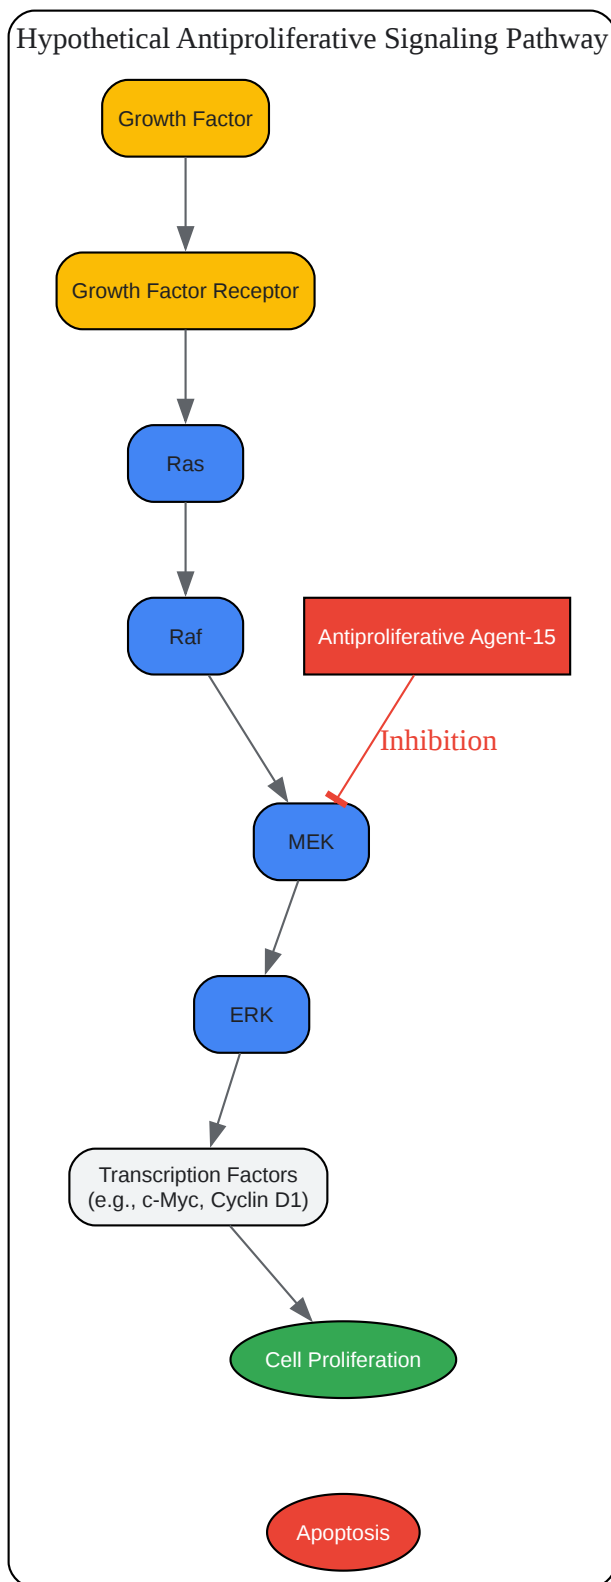 Hypothetical Antiproliferative Signaling Pathway
Growth Factor
Growth Factor Receptor
Ras
Raf
Antiproliferative Agent-15
Inhibition
MEK
ERK
Transcription Factors
(e.g., c-Myc, Cyclin D1)
Cell Proliferation
Apoptosis